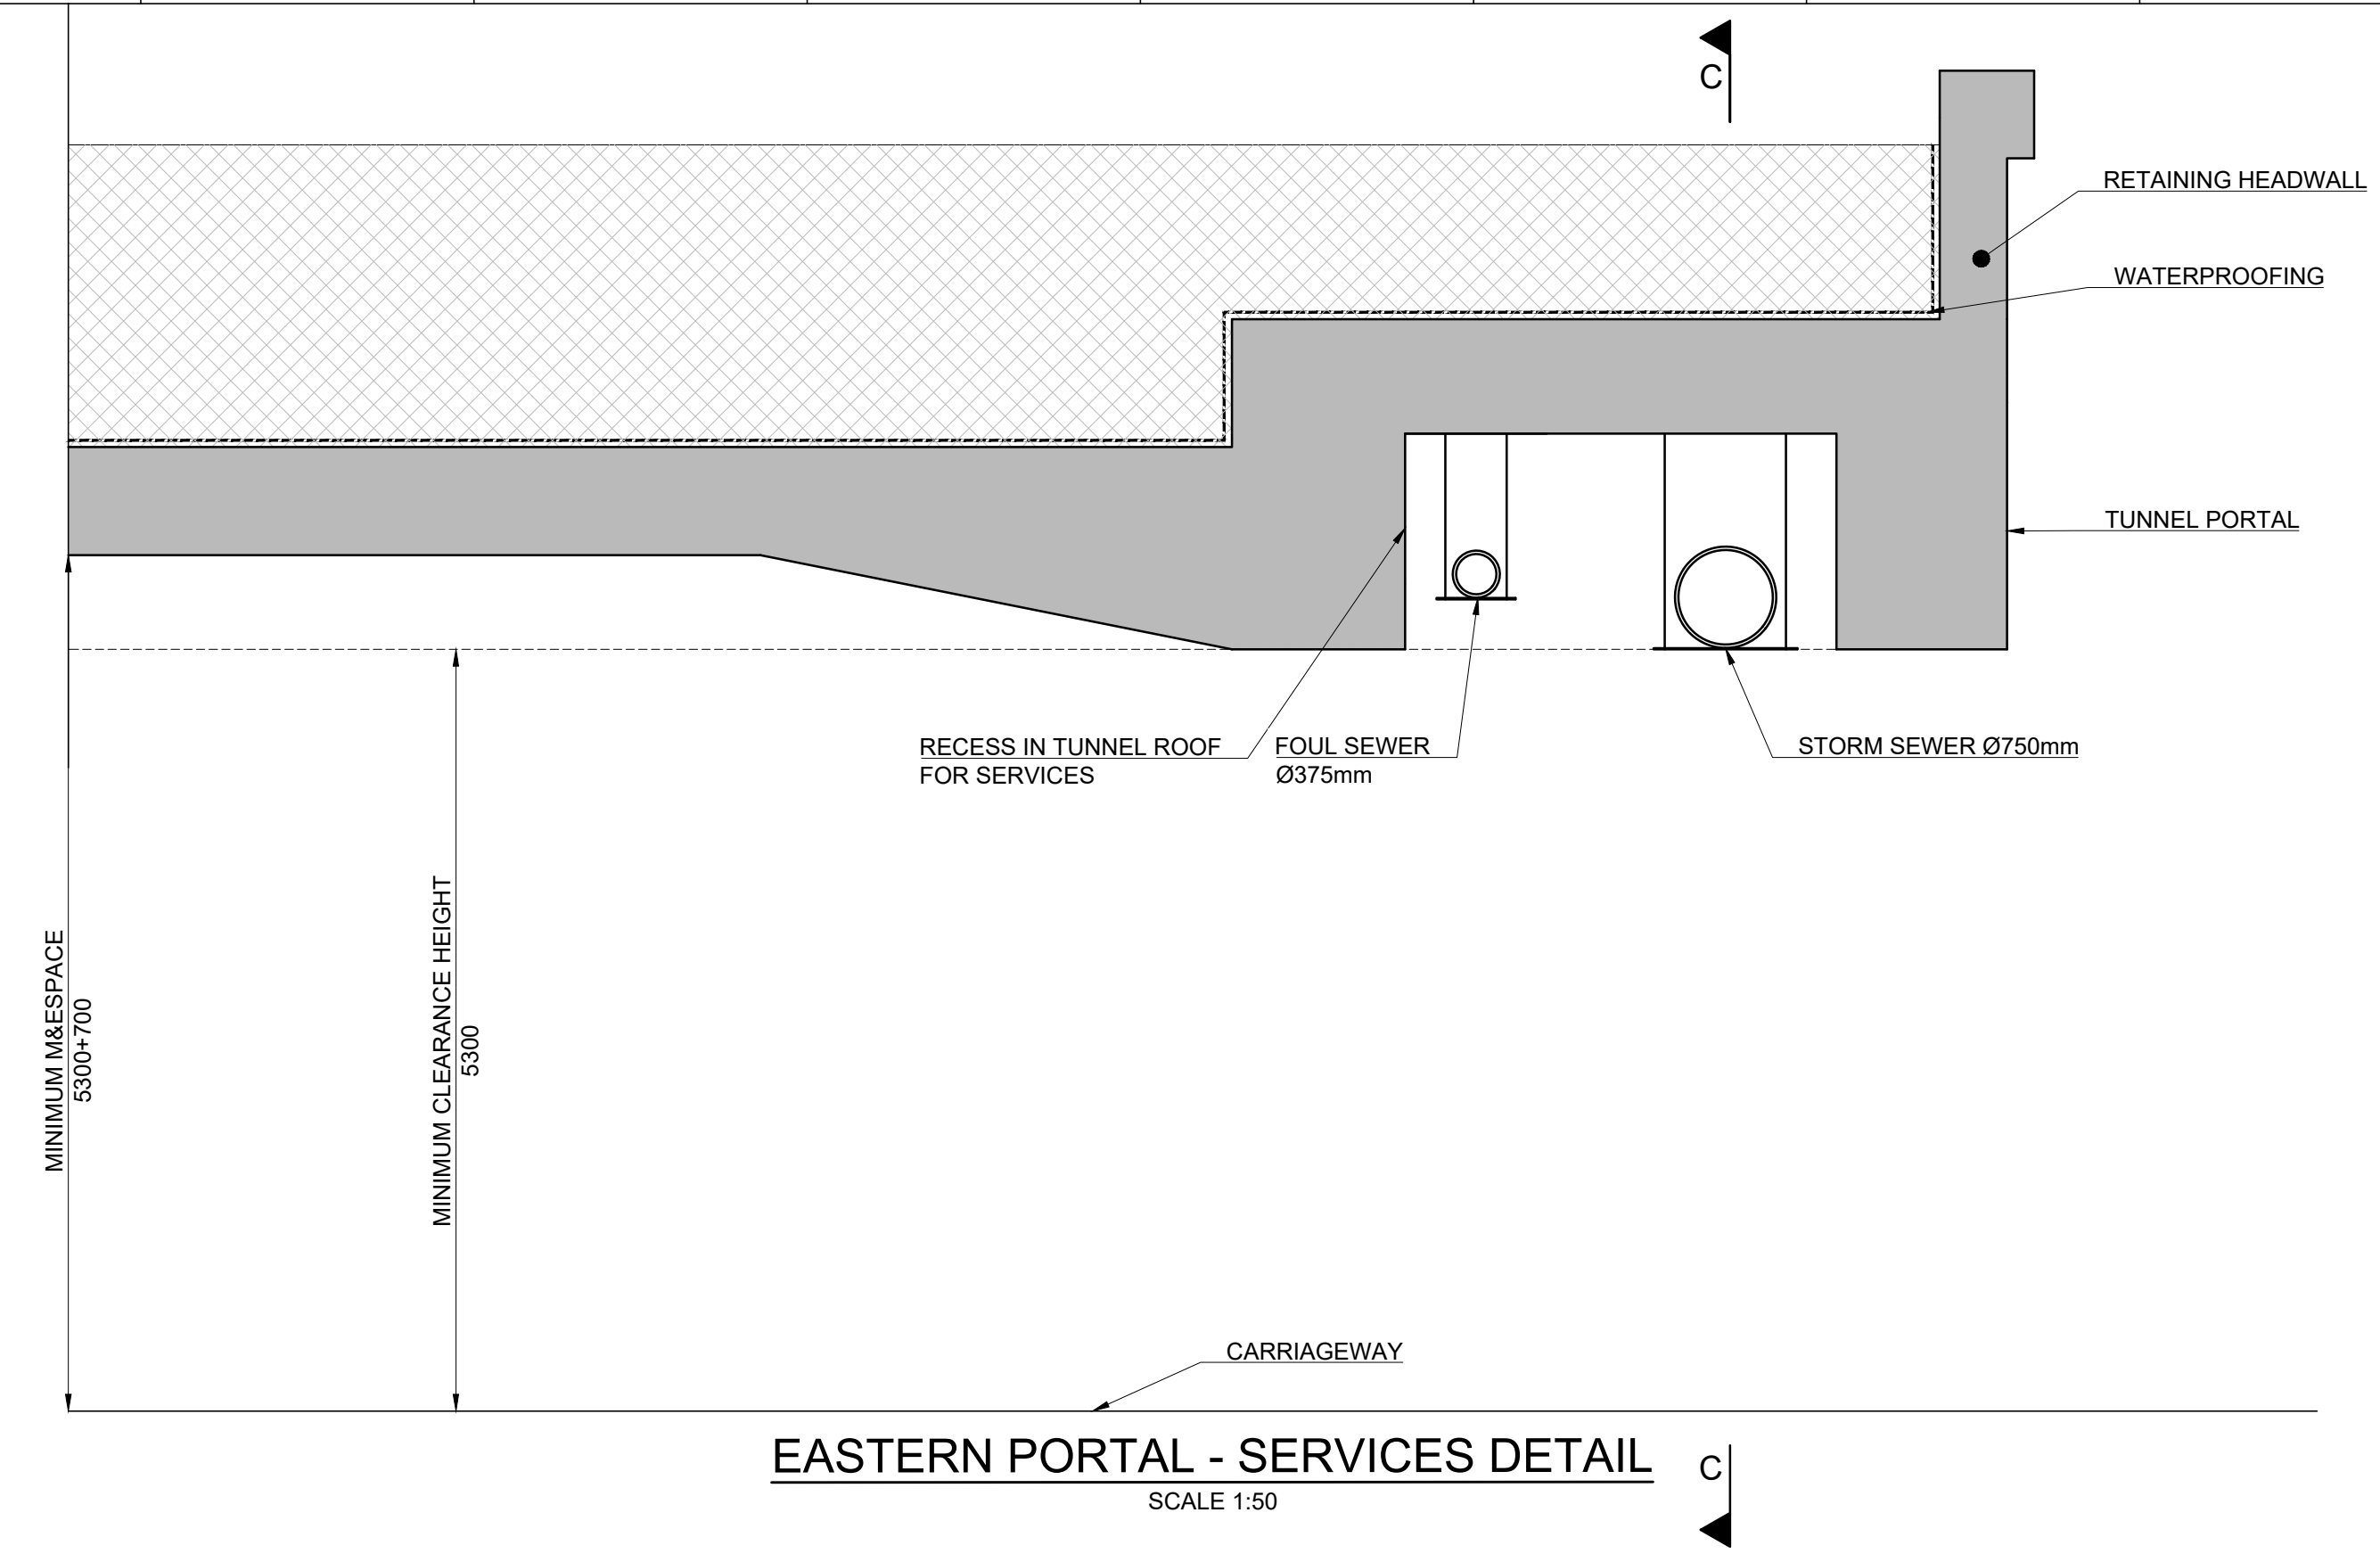 C
RETAINING HEADWALL
WATERPROOFING
TUNNEL PORTAL
RECESS IN TUNNEL ROOF
FOR SERVICES
FOUL SEWER
Ø375mm
STORM SEWER Ø750mm
MINIMUM M&ESPACE
5300+700
MINIMUM CLEARANCE HEIGHT
5300
CARRIAGEWAY
EASTERN PORTAL - SERVICES DETAIL
SCALE 1:50
C